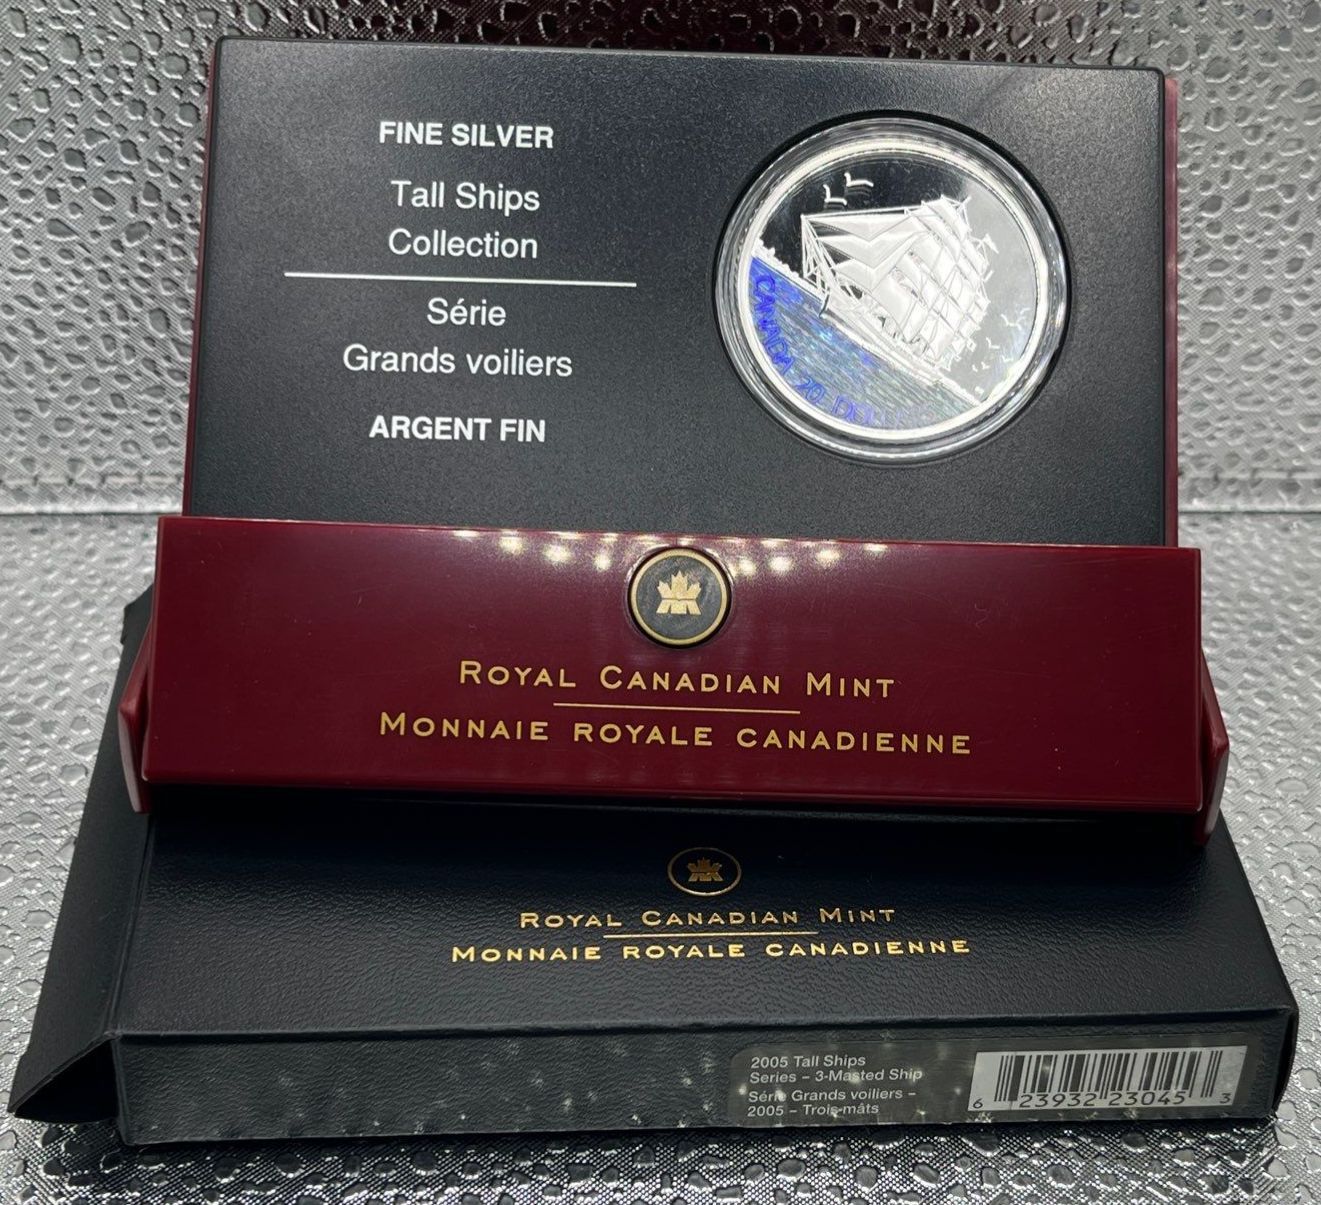 FINE SILVER
Tall Ships
Collection
Série
Grands voiliers
ARGENT FIN
CANADA 20 DOLLARS
ROYAL CANADIAN MINT
MONNAIE ROYALE CANADIENNE
ROYAL CANADIAN MINT
MONNAIE ROYALE CANADIENNE
2005 Tall Ships
Series – 3-Masted Ship
Série Grands voiliers –
2005 – Trois-mâts
6 23932 23045 3